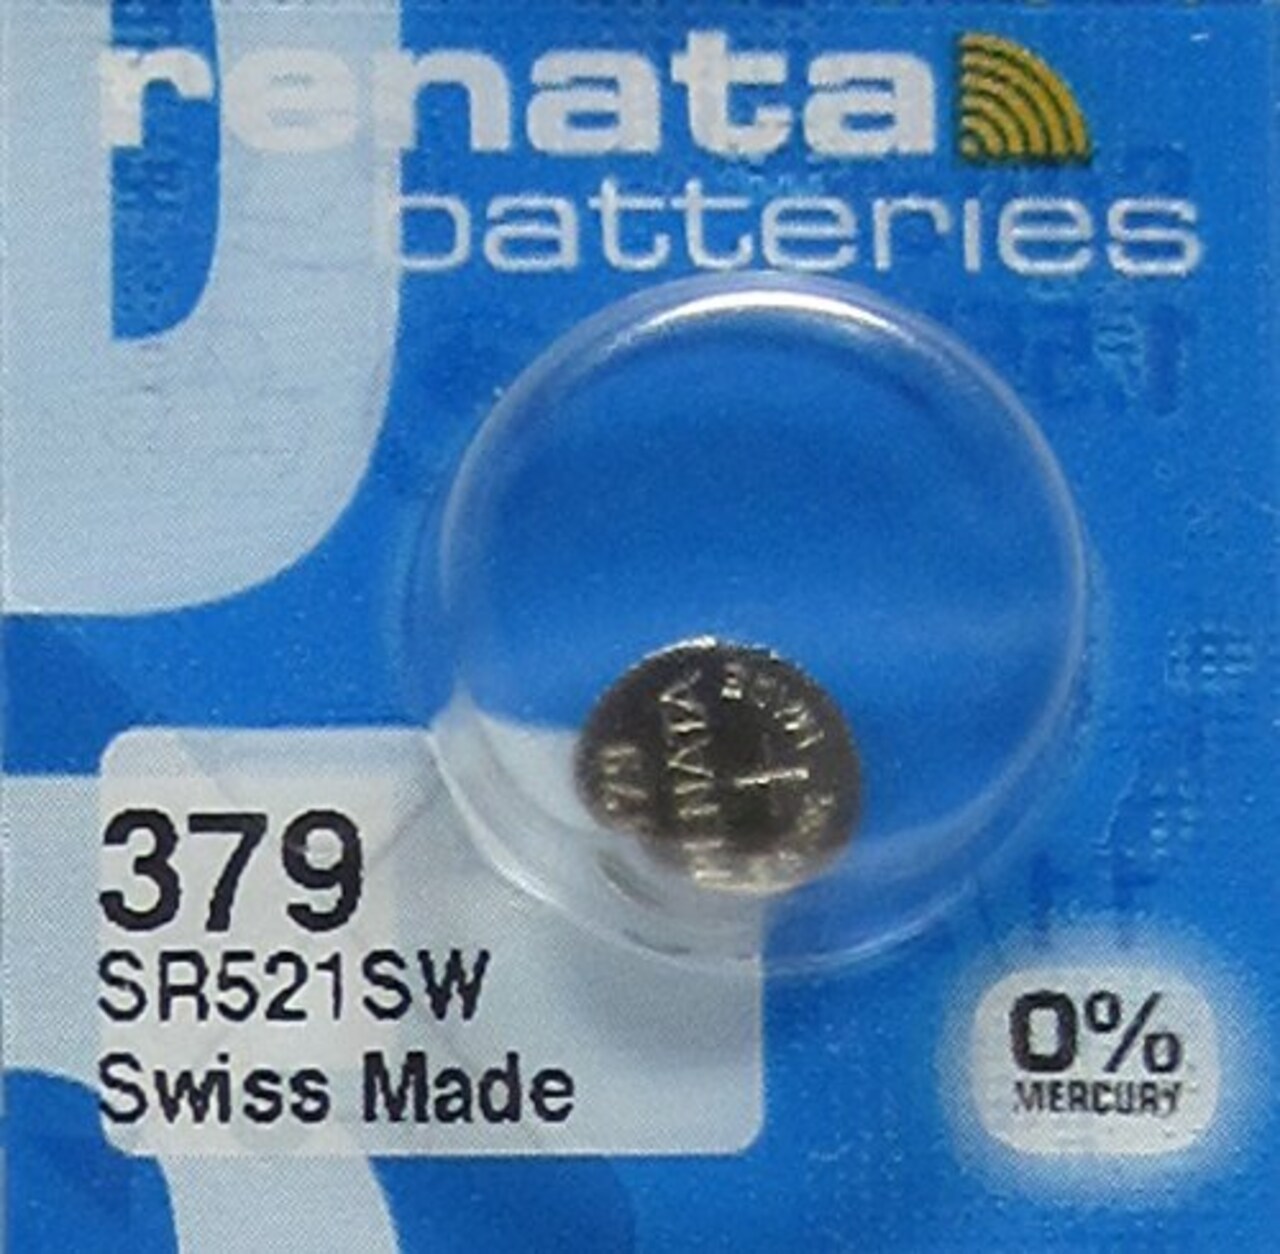 renata
batteries
379
SR521SW
Swiss Made
0%
MERCURY